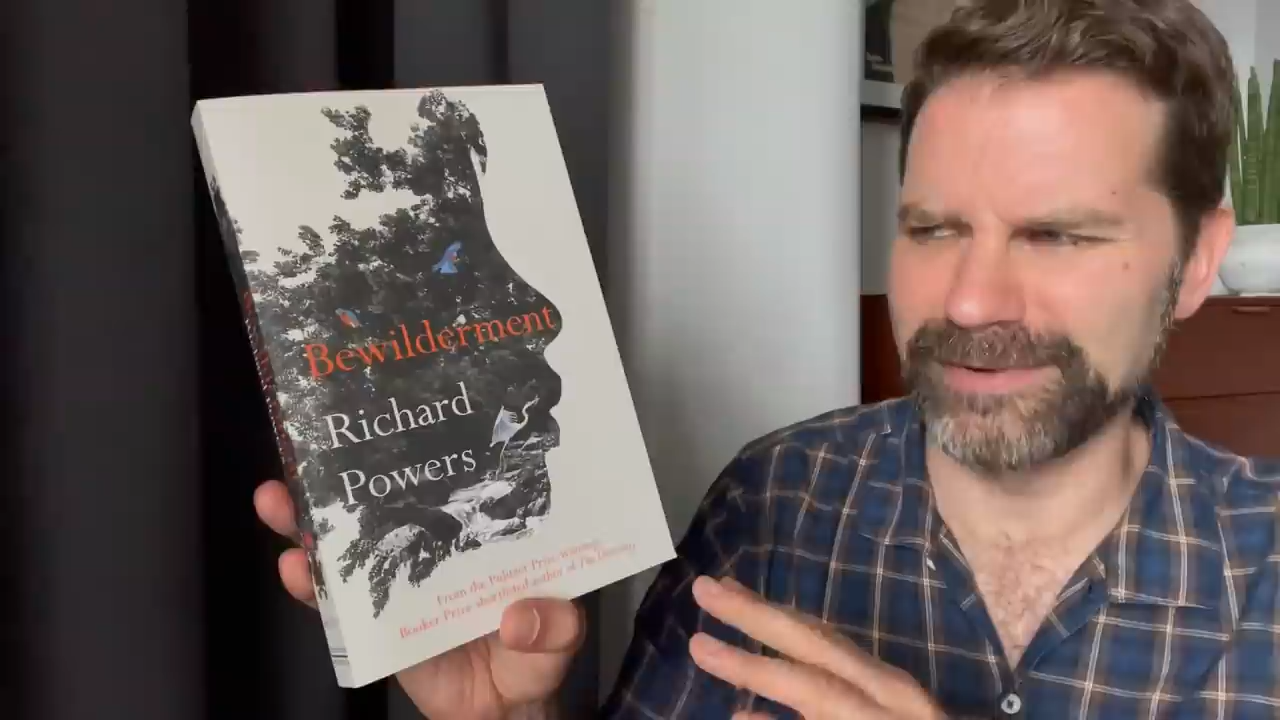 Bewilderment
Richard
Powers
From the Pulitzer Prize-winning,
Booker Prize shortlisted author of The Overstory